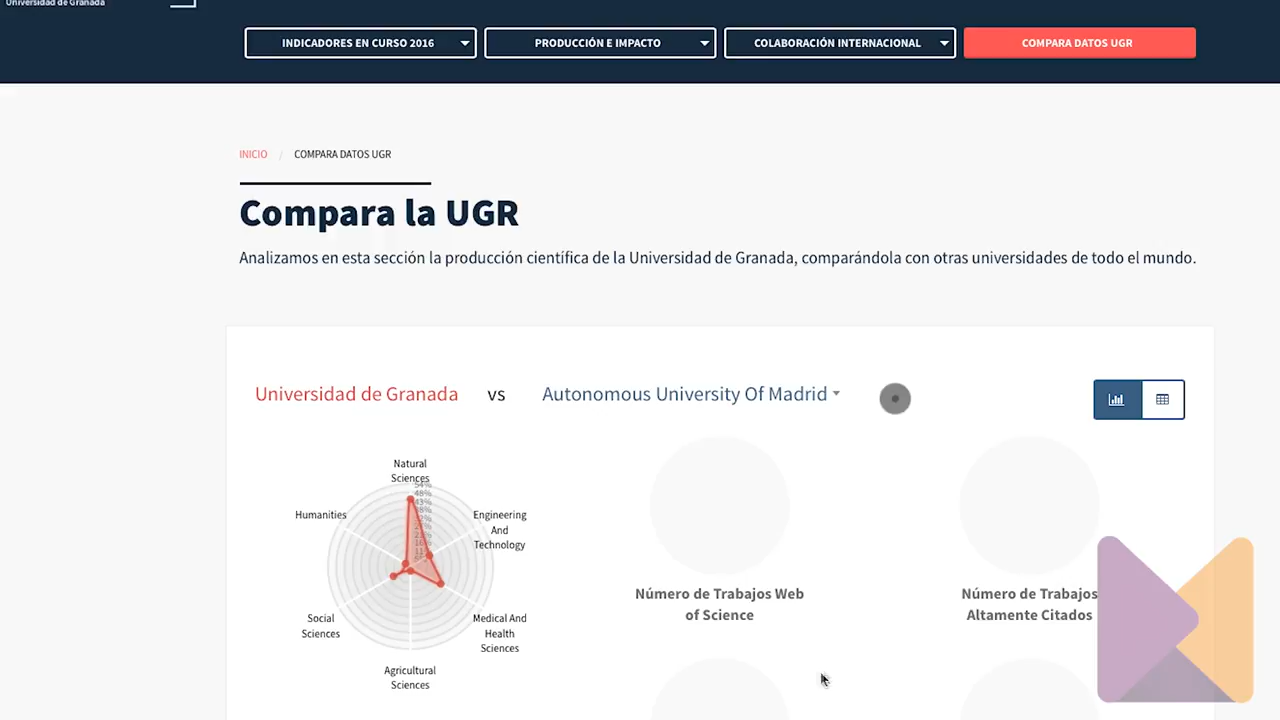 Universidad de Granada
INDICADORES EN CURSO 2016
PRODUCCIÓN E IMPACTO
COLABORACIÓN INTERNACIONAL
COMPARA DATOS UGR
INICIO / COMPARA DATOS UGR
Compara la UGR
Analizamos en esta sección la producción científica de la Universidad de Granada, comparándola con otras universidades de todo el mundo.
Universidad de Granada vs Autonomous University Of Madrid
Natural
Sciences
54%
48%
43%
Humanities
Engineering
And
Technology
Social
Sciences
Medical And
Health
Sciences
Agricultural
Sciences
Número de Trabajos Web
of Science
Número de Trabajos
Altamente Citados